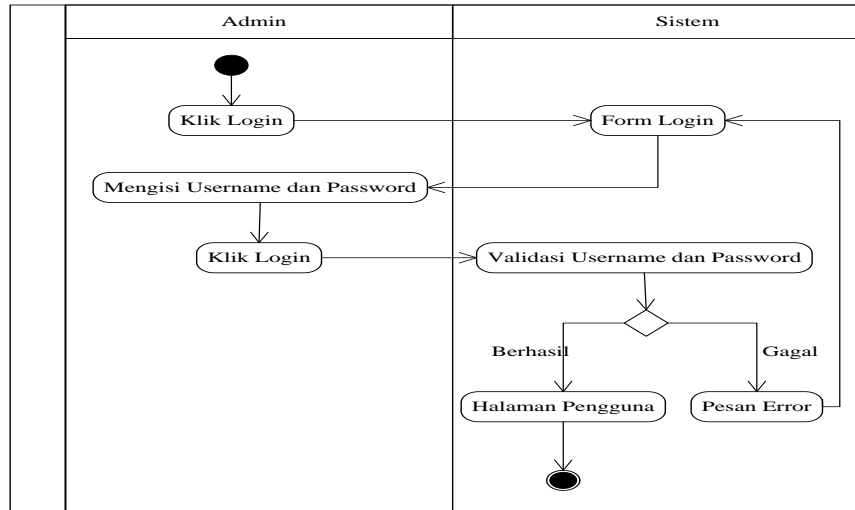 Admin
Sistem
Klik Login
Form Login
Mengisi Username dan Password
Klik Login
Validasi Username dan Password
Berhasil
Gagal
Halaman Pengguna
Pesan Error